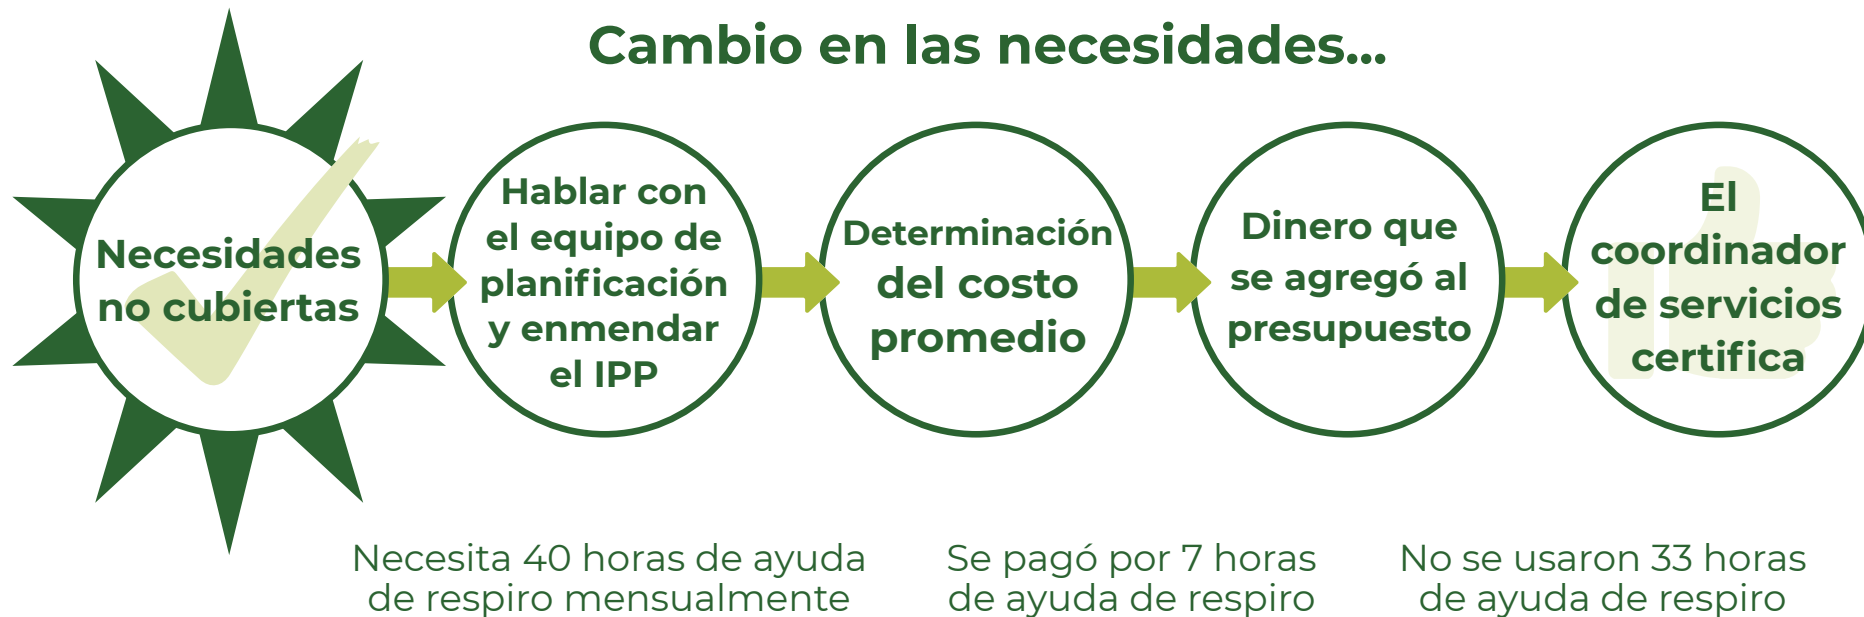 Cambio en las necesidades...
Necesidades
no cubiertas
Hablar con
el equipo de
planificación
y enmendar
el IPP
Determinación
del costo
promedio
Dinero que
se agregó al
presupuesto
El
coordinador
de servicios
certifica
Necesita 40 horas de ayuda
de respiro mensualmente
Se pagó por 7 horas
de ayuda de respiro
No se usaron 33 horas
de ayuda de respiro